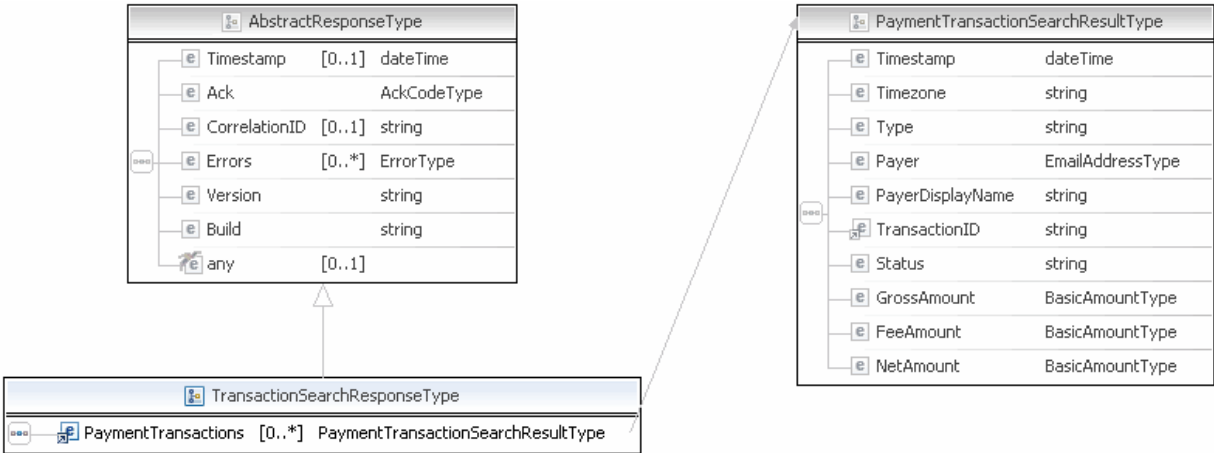 AbstractResponseType
Timestamp [0..1] dateTime
Ack AckCodeType
CorrelationID [0..1] string
Errors [0..*] ErrorType
Version string
Build string
any [0..1]
TransactionSearchResponseType
PaymentTransactions [0..*] PaymentTransactionSearchResultType
PaymentTransactionSearchResultType
Timestamp dateTime
Timezone string
Type string
Payer EmailAddressType
PayerDisplayName string
TransactionID string
Status string
GrossAmount BasicAmountType
FeeAmount BasicAmountType
NetAmount BasicAmountType